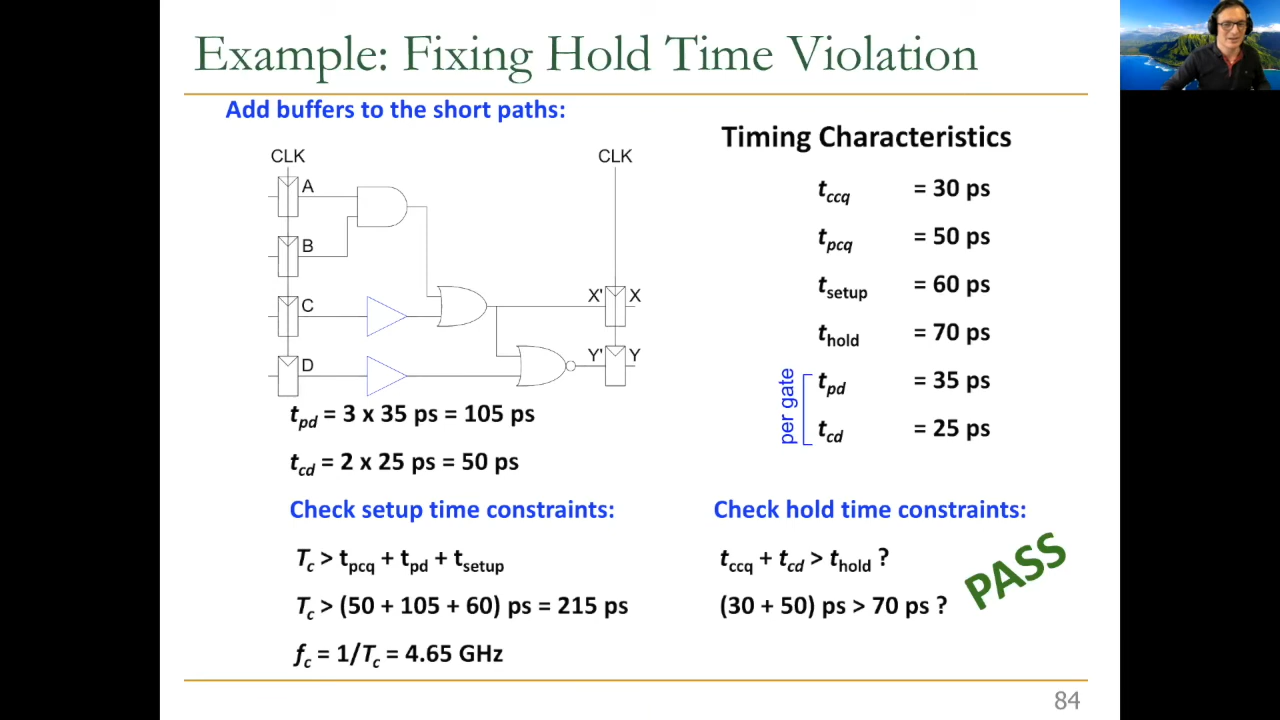 Example: Fixing Hold Time Violation
Add buffers to the short paths:
CLK
CLK
A
B
C
D
X' X
Y' Y
t_pd = 3 x 35 ps = 105 ps
t_cd = 2 x 25 ps = 50 ps
Timing Characteristics
t_ccq = 30 ps
t_pcq = 50 ps
t_setup = 60 ps
t_hold = 70 ps
per gate
t_pd = 35 ps
t_cd = 25 ps
Check setup time constraints:
T_c > t_pcq + t_pd + t_setup
T_c > (50 + 105 + 60) ps = 215 ps
f_c = 1/T_c = 4.65 GHz
Check hold time constraints:
t_ccq + t_cd > t_hold ?
(30 + 50) ps > 70 ps ?
PASS
84